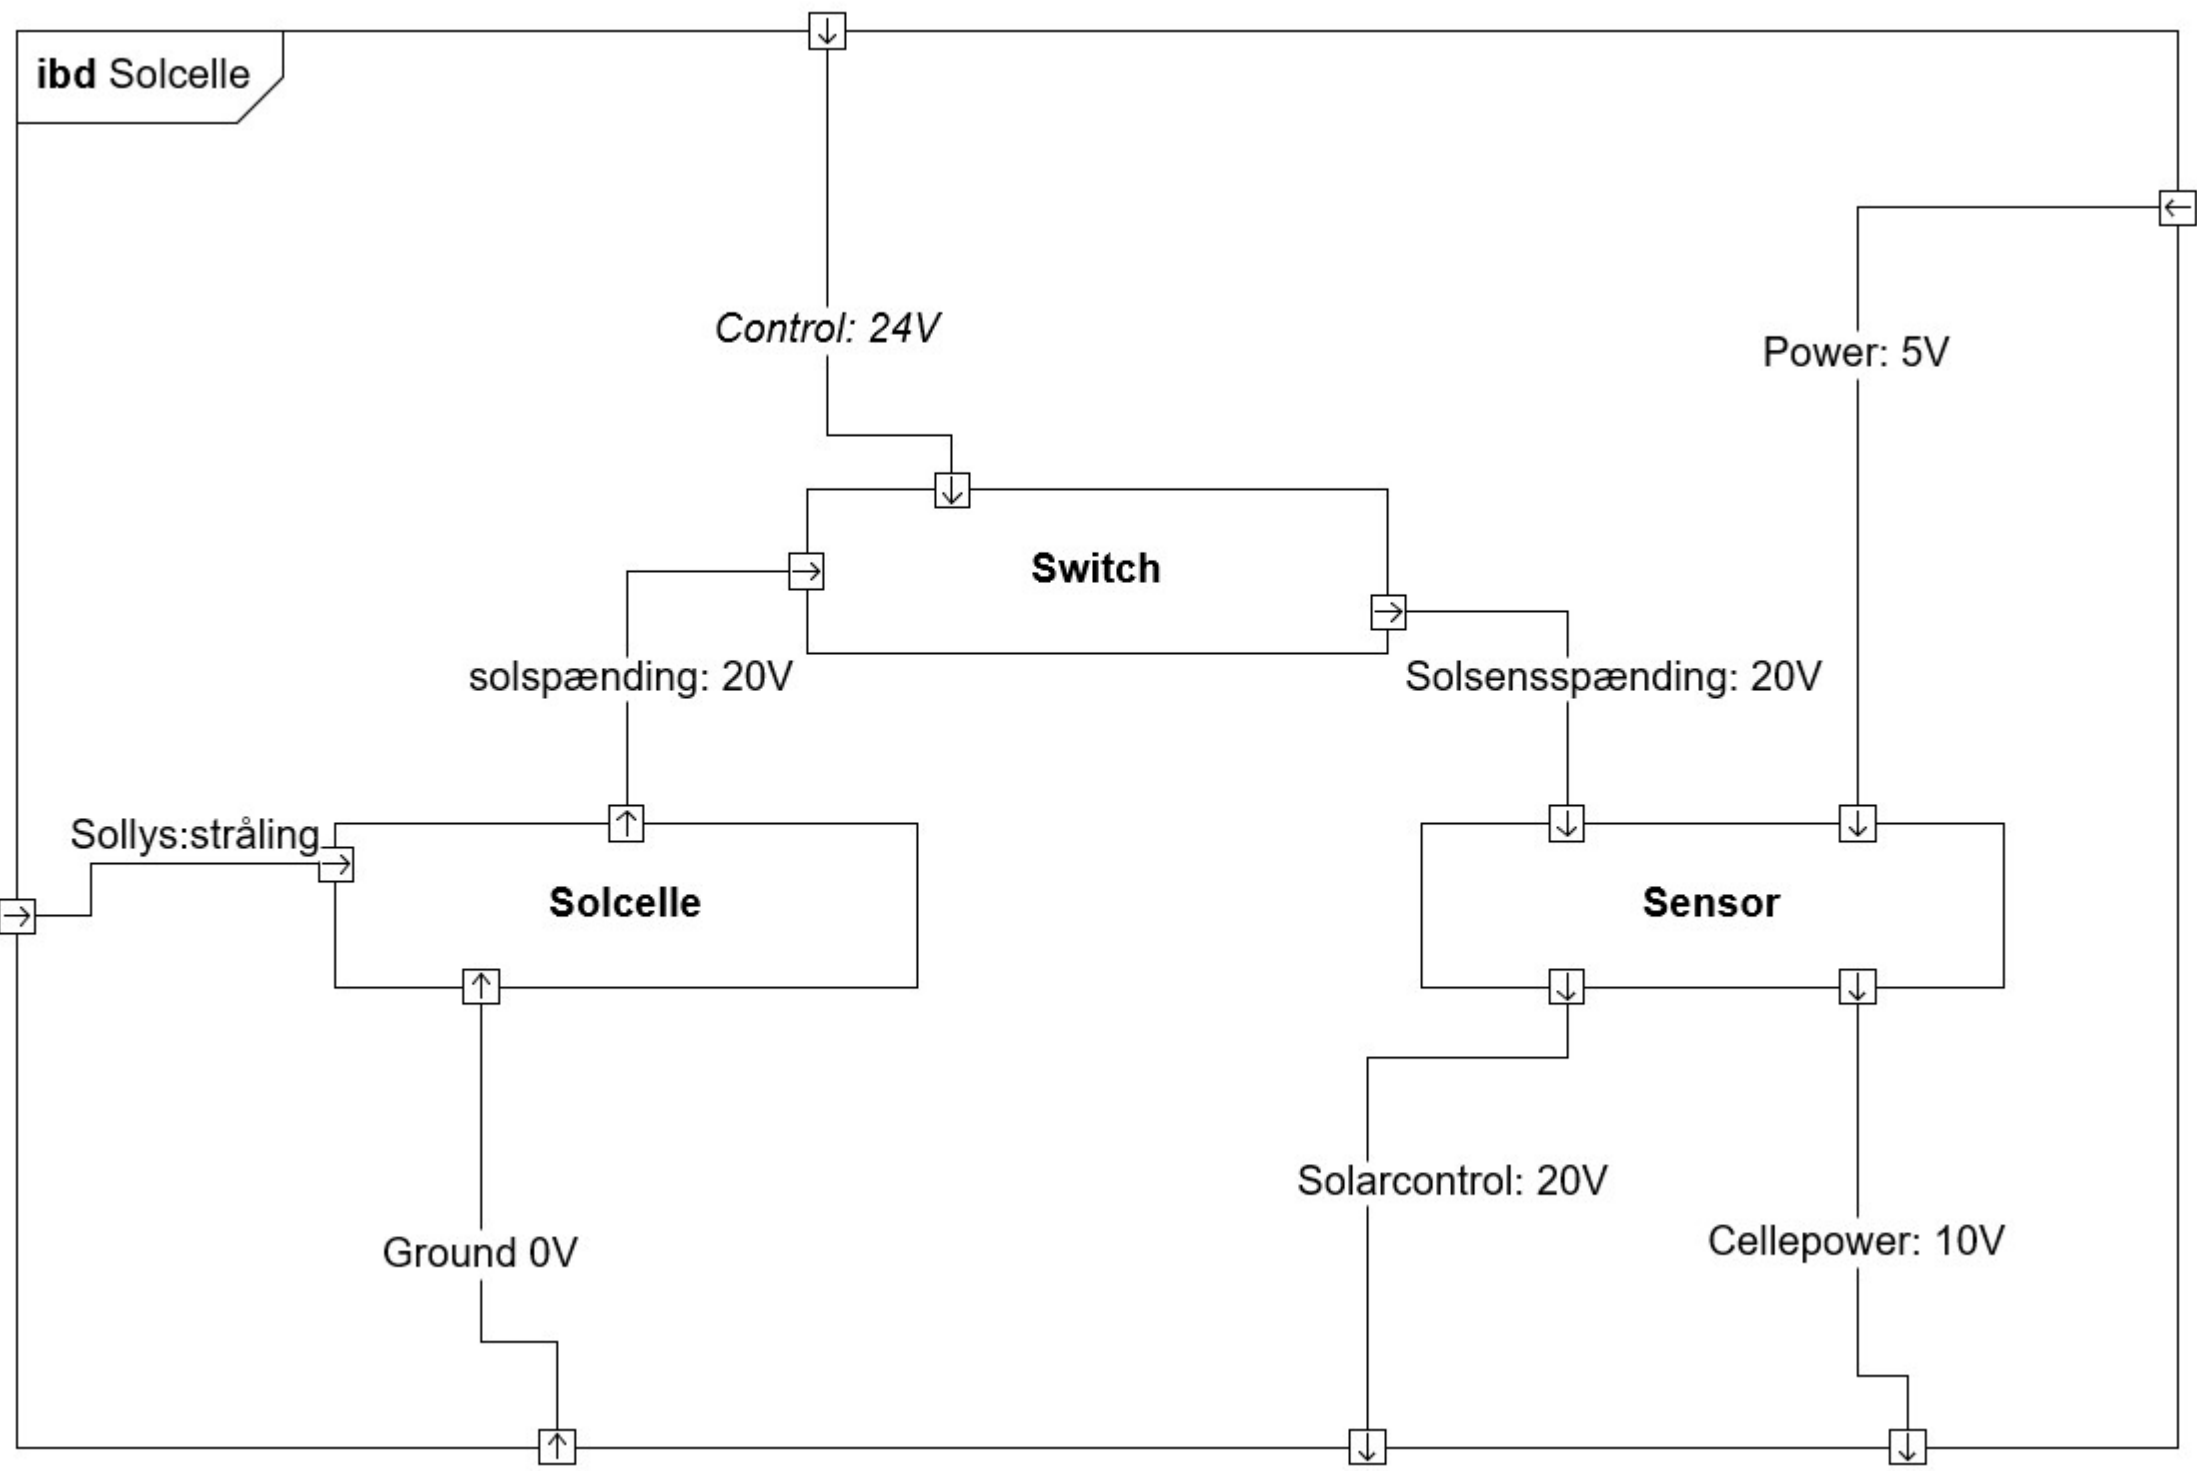 ibd Solcelle
Control: 24V
Power: 5V
Switch
solspænding: 20V
Solsensspænding: 20V
Sollys:stråling
Solcelle
Sensor
Solarcontrol: 20V
Ground 0V
Cellepower: 10V